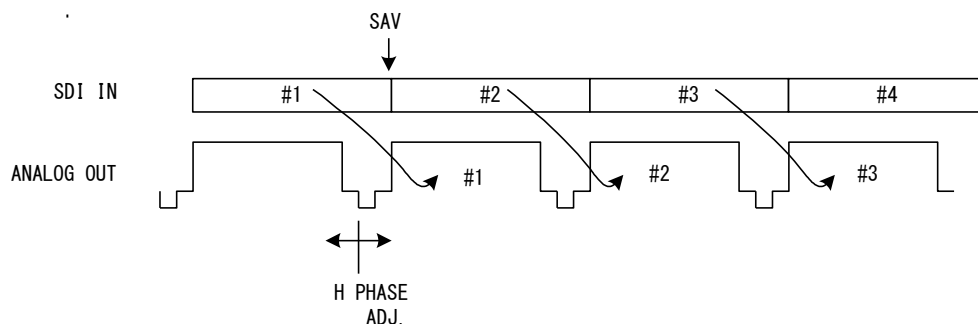 SAV
SDI IN #1 #2 #3 #4
ANALOG OUT #1 #2 #3
H PHASE
ADJ.